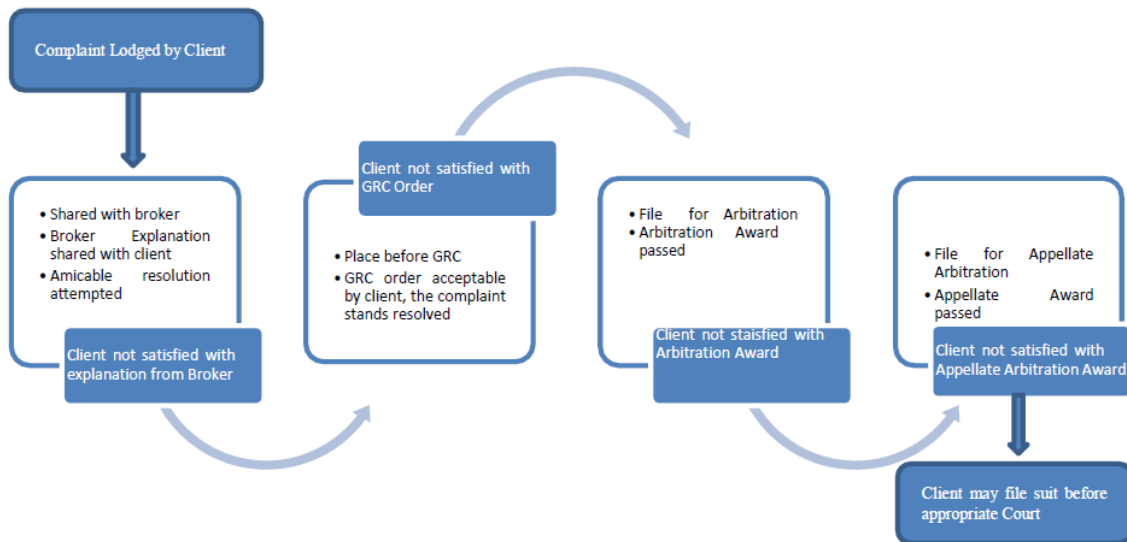 Complaint Lodged by Client
• Shared with broker
• Broker Explanation
shared with client
• Amicable resolution
attempted
Client not satisfied with
explanation from Broker
Client not satisfied with
GRC Order
• Place before GRC
• GRC order acceptable
by client, the complaint
stands resolved
• File for Arbitration
• Arbitration Award
passed
Client not staisfied with
Arbitration Award
• File for Appellate
Arbitration
• Appellate Award
passed
Client not satisfied with
Appellate Arbitration Award
Client may file suit before
appropriate Court